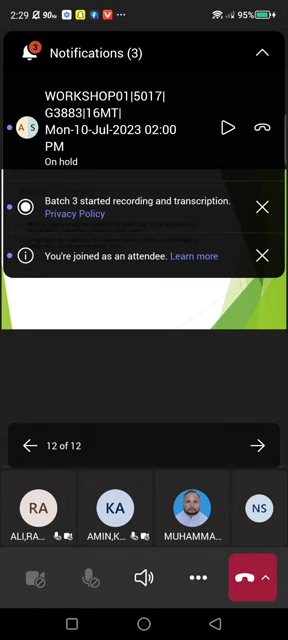 2:29
95%
3
Notifications (3)
WORKSHOP01|5017|
G3883|16MT|
Mon-10-Jul-2023 02:00
PM
A S
On hold
Batch 3 started recording and transcription.
Privacy Policy
You're joined as an attendee. Learn more
12 of 12
RA
KA
NS
ALI,RA...
AMIN,K...
MUHAMMA...